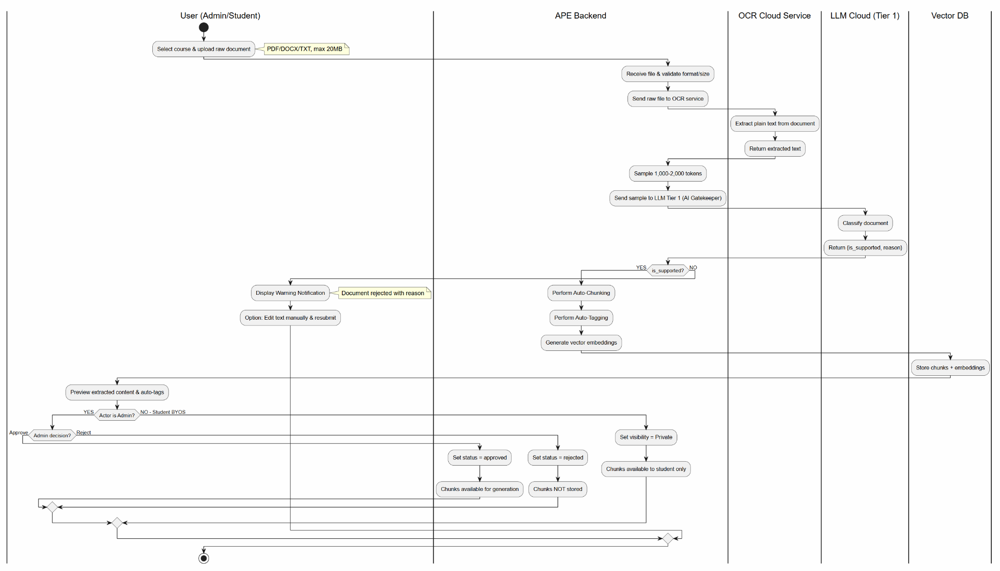 User (Admin/Student)
APE Backend
OCR Cloud Service
LLM Cloud (Tier 1)
Vector DB
Select course & upload raw document
PDF/DOCX/TXT, max 20MB
Receive file & validate format/size
Send raw file to OCR service
Extract plain text from document
Return extracted text
Sample 1,000-2,000 tokens
Send sample to LLM Tier 1 (AI Gatekeeper)
Classify document
Return {is_supported, reason}
YES
is_supported?
NO
Display Warning Notification
Document rejected with reason
Perform Auto-Chunking
Option: Edit text manually & resubmit
Perform Auto-Tagging
Generate vector embeddings
Store chunks + embeddings
Preview extracted content & auto-tags
YES
Actor is Admin?
NO - Student BYOS
Approve
Admin decision?
Reject
Set visibility = Private
Set status = approved
Set status = rejected
Chunks available to student only
Chunks available for generation
Chunks NOT stored